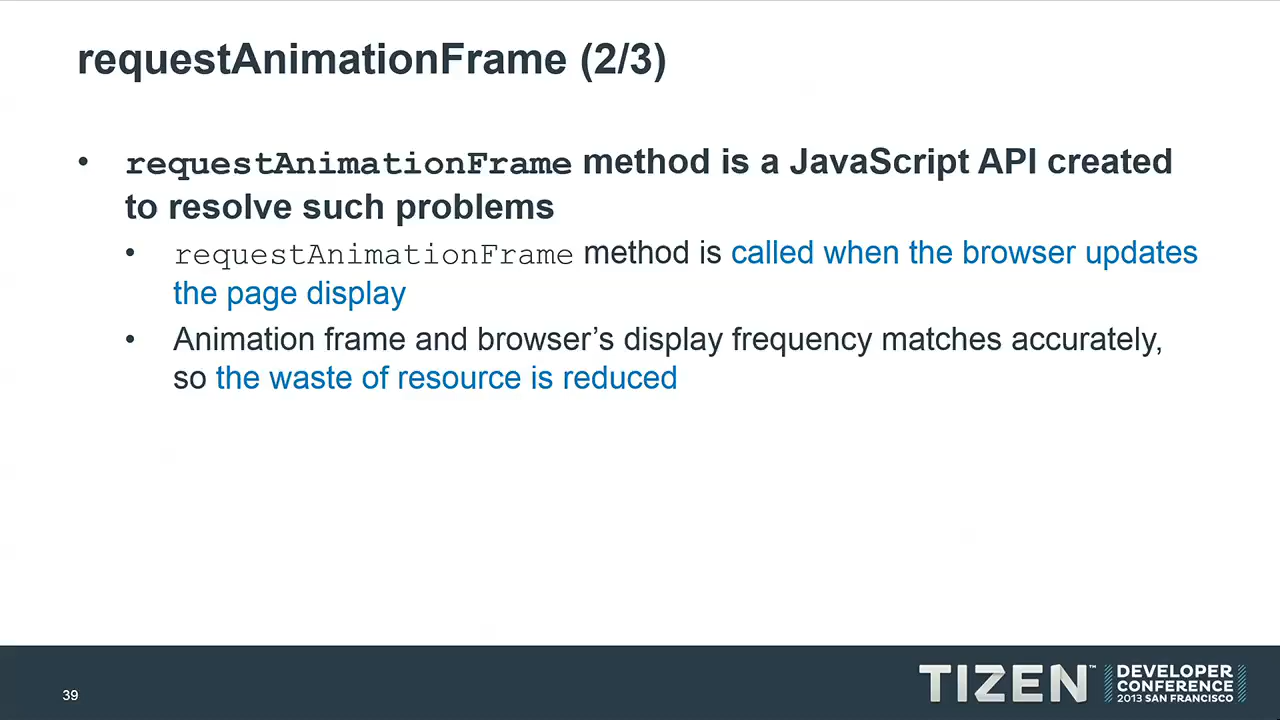 requestAnimationFrame (2/3)
• requestAnimationFrame method is a JavaScript API created
to resolve such problems
• requestAnimationFrame method is called when the browser updates
the page display
• Animation frame and browser’s display frequency matches accurately,
so the waste of resource is reduced
39
TIZEN™
DEVELOPER
CONFERENCE
2013 SAN FRANCISCO